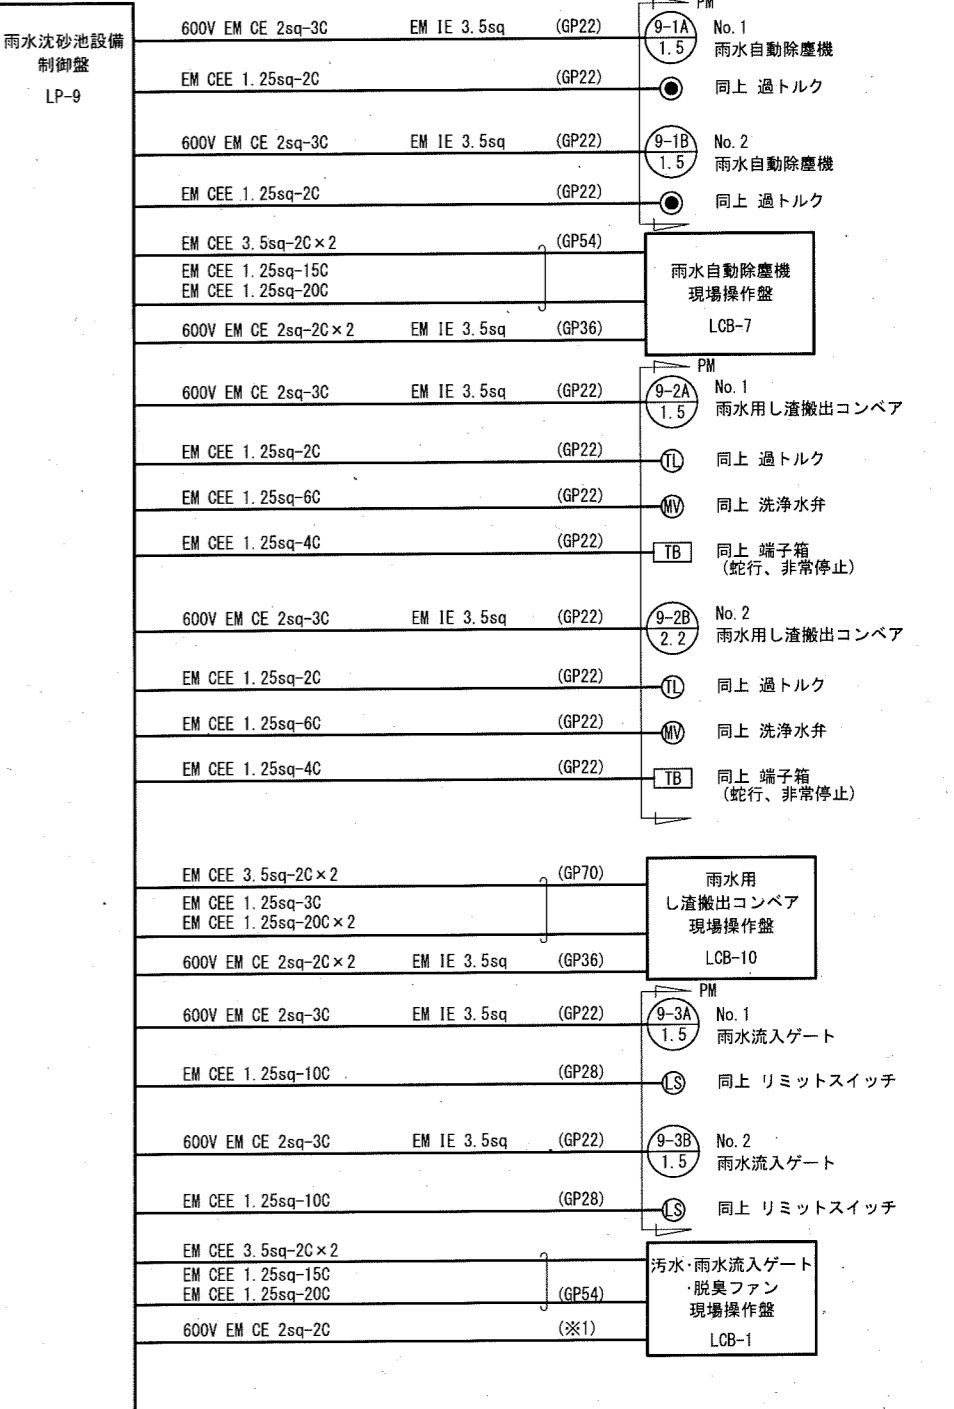 雨水沈砂池設備
制御盤
LP-9
PM
600V EM CE 2sq-3C EM IE 3.5sq (GP22) 9-1A 1.5 No.1
雨水自動除塵機
EM CEE 1.25sq-2C (GP22) 同上 過トルク
600V EM CE 2sq-3C EM IE 3.5sq (GP22) 9-1B 1.5 No.2
雨水自動除塵機
EM CEE 1.25sq-2C (GP22) 同上 過トルク
EM CEE 3.5sq-2C×2 (GP54)
EM CEE 1.25sq-15C
EM CEE 1.25sq-20C
600V EM CE 2sq-2C×2 EM IE 3.5sq (GP36)
雨水自動除塵機
現場操作盤
LCB-7
PM
600V EM CE 2sq-3C EM IE 3.5sq (GP22) 9-2A 1.5 No.1
雨水用し渣搬出コンベア
EM CEE 1.25sq-2C (GP22) TL 同上 過トルク
EM CEE 1.25sq-6C (GP22) MV 同上 洗浄水弁
EM CEE 1.25sq-4C (GP22) TB 同上 端子箱
(蛇行、非常停止)
600V EM CE 2sq-3C EM IE 3.5sq (GP22) 9-2B 2.2 No.2
雨水用し渣搬出コンベア
EM CEE 1.25sq-2C (GP22) TL 同上 過トルク
EM CEE 1.25sq-6C (GP22) MV 同上 洗浄水弁
EM CEE 1.25sq-4C (GP22) TB 同上 端子箱
(蛇行、非常停止)
EM CEE 3.5sq-2C×2 (GP70)
EM CEE 1.25sq-3C
EM CEE 1.25sq-20C×2
600V EM CE 2sq-2C×2 EM IE 3.5sq (GP36)
雨水用
し渣搬出コンベア
現場操作盤
LCB-10
PM
600V EM CE 2sq-3C EM IE 3.5sq (GP22) 9-3A 1.5 No.1
雨水流入ゲート
EM CEE 1.25sq-10C (GP28) LS 同上 リミットスイッチ
600V EM CE 2sq-3C EM IE 3.5sq (GP22) 9-3B 1.5 No.2
雨水流入ゲート
EM CEE 1.25sq-10C (GP28) LS 同上 リミットスイッチ
EM CEE 3.5sq-2C×2
EM CEE 1.25sq-15C
EM CEE 1.25sq-20C (GP54)
600V EM CE 2sq-2C (※1)
汚水・雨水流入ゲート
・脱臭ファン
現場操作盤
LCB-1